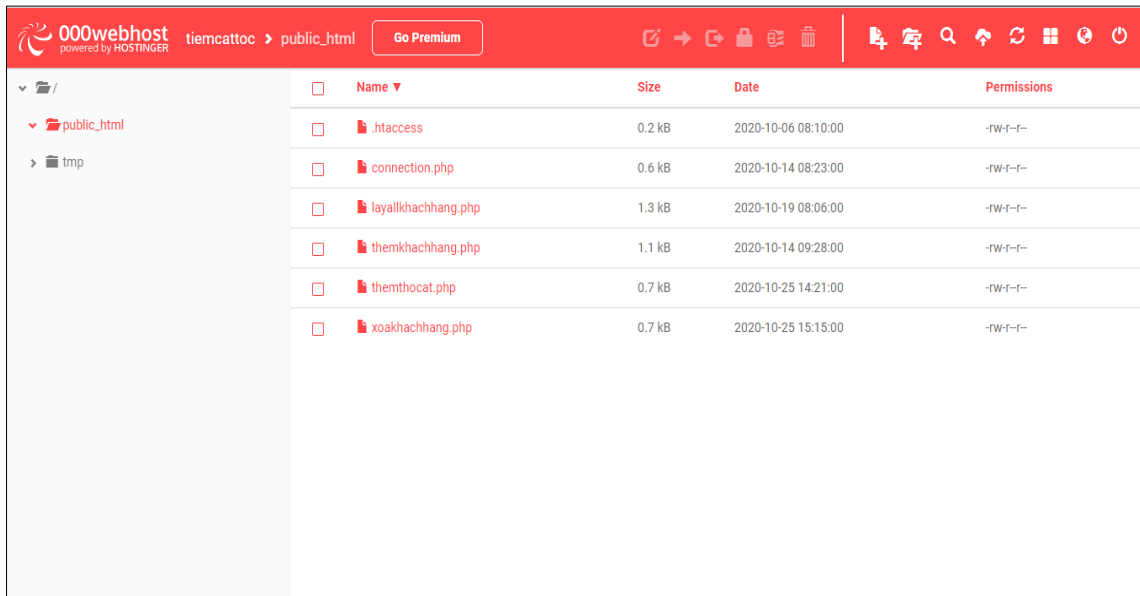 000webhost
powered by HOSTINGER
tiemcattoc > public_html
Go Premium
/
public_html
tmp
Name ▼ Size Date Permissions
.htaccess 0.2 kB 2020-10-06 08:10:00 -rw-r--r--
connection.php 0.6 kB 2020-10-14 08:23:00 -rw-r--r--
layallkhachhang.php 1.3 kB 2020-10-19 08:06:00 -rw-r--r--
themkhachhang.php 1.1 kB 2020-10-14 09:28:00 -rw-r--r--
themthocat.php 0.7 kB 2020-10-25 14:21:00 -rw-r--r--
xoakhachhang.php 0.7 kB 2020-10-25 15:15:00 -rw-r--r--